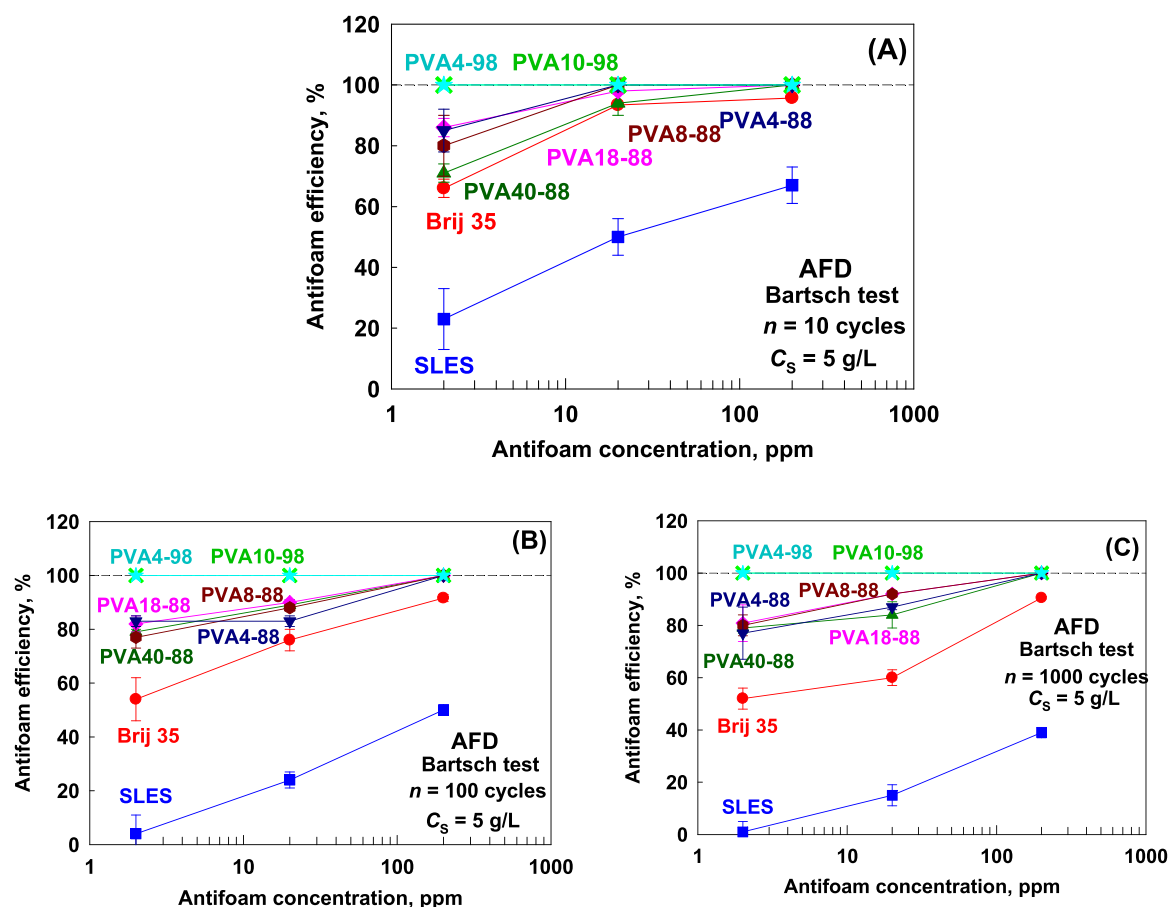 (A)
120
100
80
60
40
20
0
Antifoam efficiency, %
PVA4-98 PVA10-98
PVA4-88
PVA8-88
PVA18-88
PVA40-88
Brij 35
SLES
AFD
Bartsch test
n = 10 cycles
CS = 5 g/L
1 10 100 1000
Antifoam concentration, ppm
(B)
120
100
80
60
40
20
0
Antifoam efficiency, %
PVA4-98 PVA10-98
PVA8-88
PVA18-88
PVA4-88
PVA40-88
Brij 35
SLES
AFD
Bartsch test
n = 100 cycles
CS = 5 g/L
1 10 100 1000
Antifoam concentration, ppm
(C)
120
100
80
60
40
20
0
Antifoam efficiency, %
PVA4-98 PVA10-98
PVA8-88
PVA4-88
PVA18-88
PVA40-88
Brij 35
SLES
AFD
Bartsch test
n = 1000 cycles
CS = 5 g/L
1 10 100 1000
Antifoam concentration, ppm